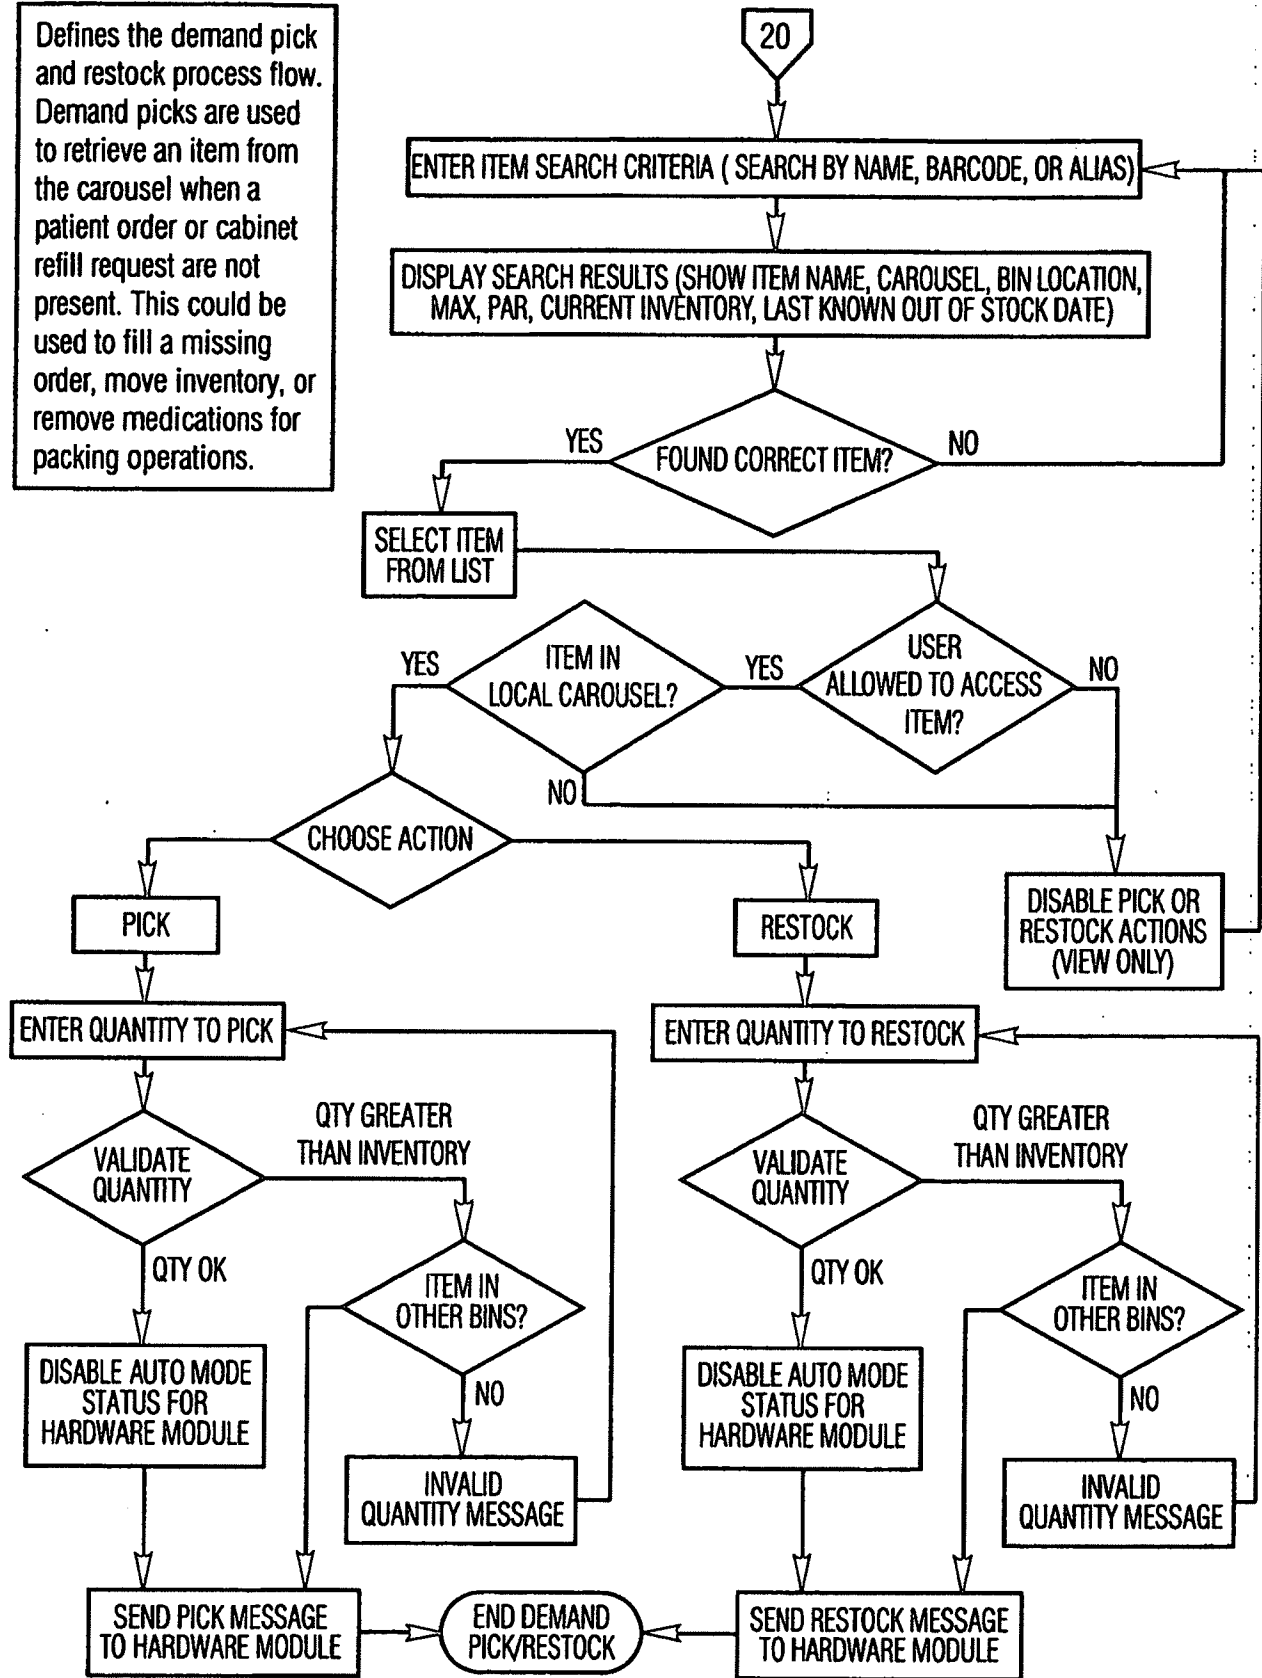 Defines the demand pick
and restock process flow.
Demand picks are used
to retrieve an item from
the carousel when a
patient order or cabinet
refill request are not
present. This could be
used to fill a missing
order, move inventory, or
remove medications for
packing operations.
20
ENTER ITEM SEARCH CRITERIA ( SEARCH BY NAME, BARCODE, OR ALIAS)
DISPLAY SEARCH RESULTS (SHOW ITEM NAME, CAROUSEL, BIN LOCATION,
MAX, PAR, CURRENT INVENTORY, LAST KNOWN OUT OF STOCK DATE)
FOUND CORRECT ITEM?
YES
NO
SELECT ITEM
FROM LIST
USER
ALLOWED TO ACCESS
ITEM?
YES
NO
ITEM IN
LOCAL CAROUSEL?
YES
NO
CHOOSE ACTION
DISABLE PICK OR
RESTOCK ACTIONS
(VIEW ONLY)
PICK
ENTER QUANTITY TO PICK
VALIDATE
QUANTITY
QTY GREATER
THAN INVENTORY
QTY OK
ITEM IN
OTHER BINS?
NO
DISABLE AUTO MODE
STATUS FOR
HARDWARE MODULE
INVALID
QUANTITY MESSAGE
SEND PICK MESSAGE
TO HARDWARE MODULE
RESTOCK
ENTER QUANTITY TO RESTOCK
VALIDATE
QUANTITY
QTY GREATER
THAN INVENTORY
QTY OK
ITEM IN
OTHER BINS?
NO
DISABLE AUTO MODE
STATUS FOR
HARDWARE MODULE
INVALID
QUANTITY MESSAGE
SEND RESTOCK MESSAGE
TO HARDWARE MODULE
END DEMAND
PICK/RESTOCK